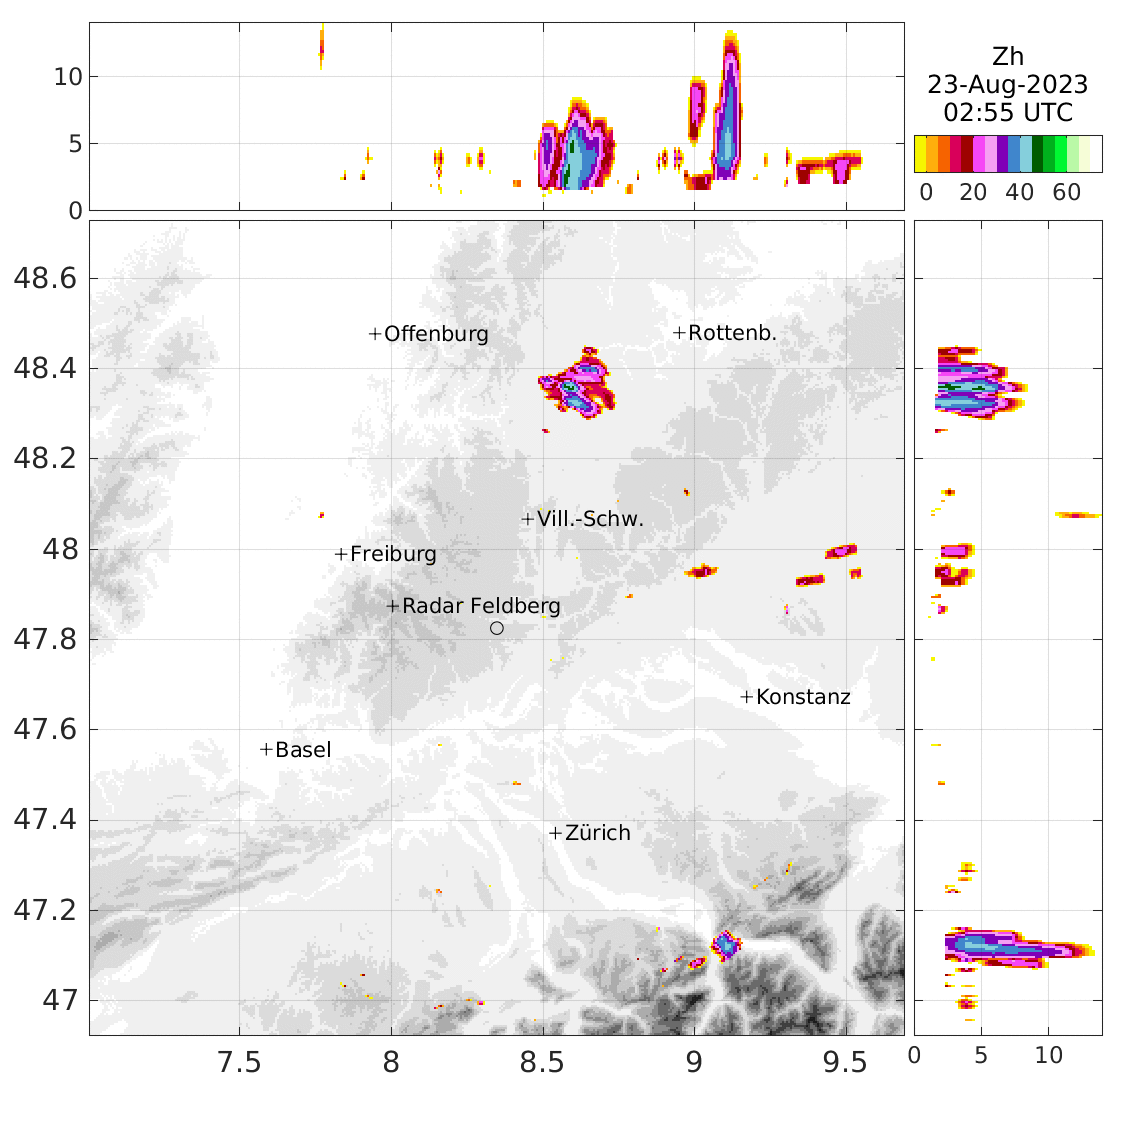 Zh
23-Aug-2023
02:55 UTC
0 20 40 60
10
5
0
48.6
48.4
48.2
48
47.8
47.6
47.4
47.2
47
Offenburg
Rottenb.
Vill.-Schw.
Freiburg
Radar Feldberg
Konstanz
Basel
Zürich
7.5 8 8.5 9 9.5
0 5 10